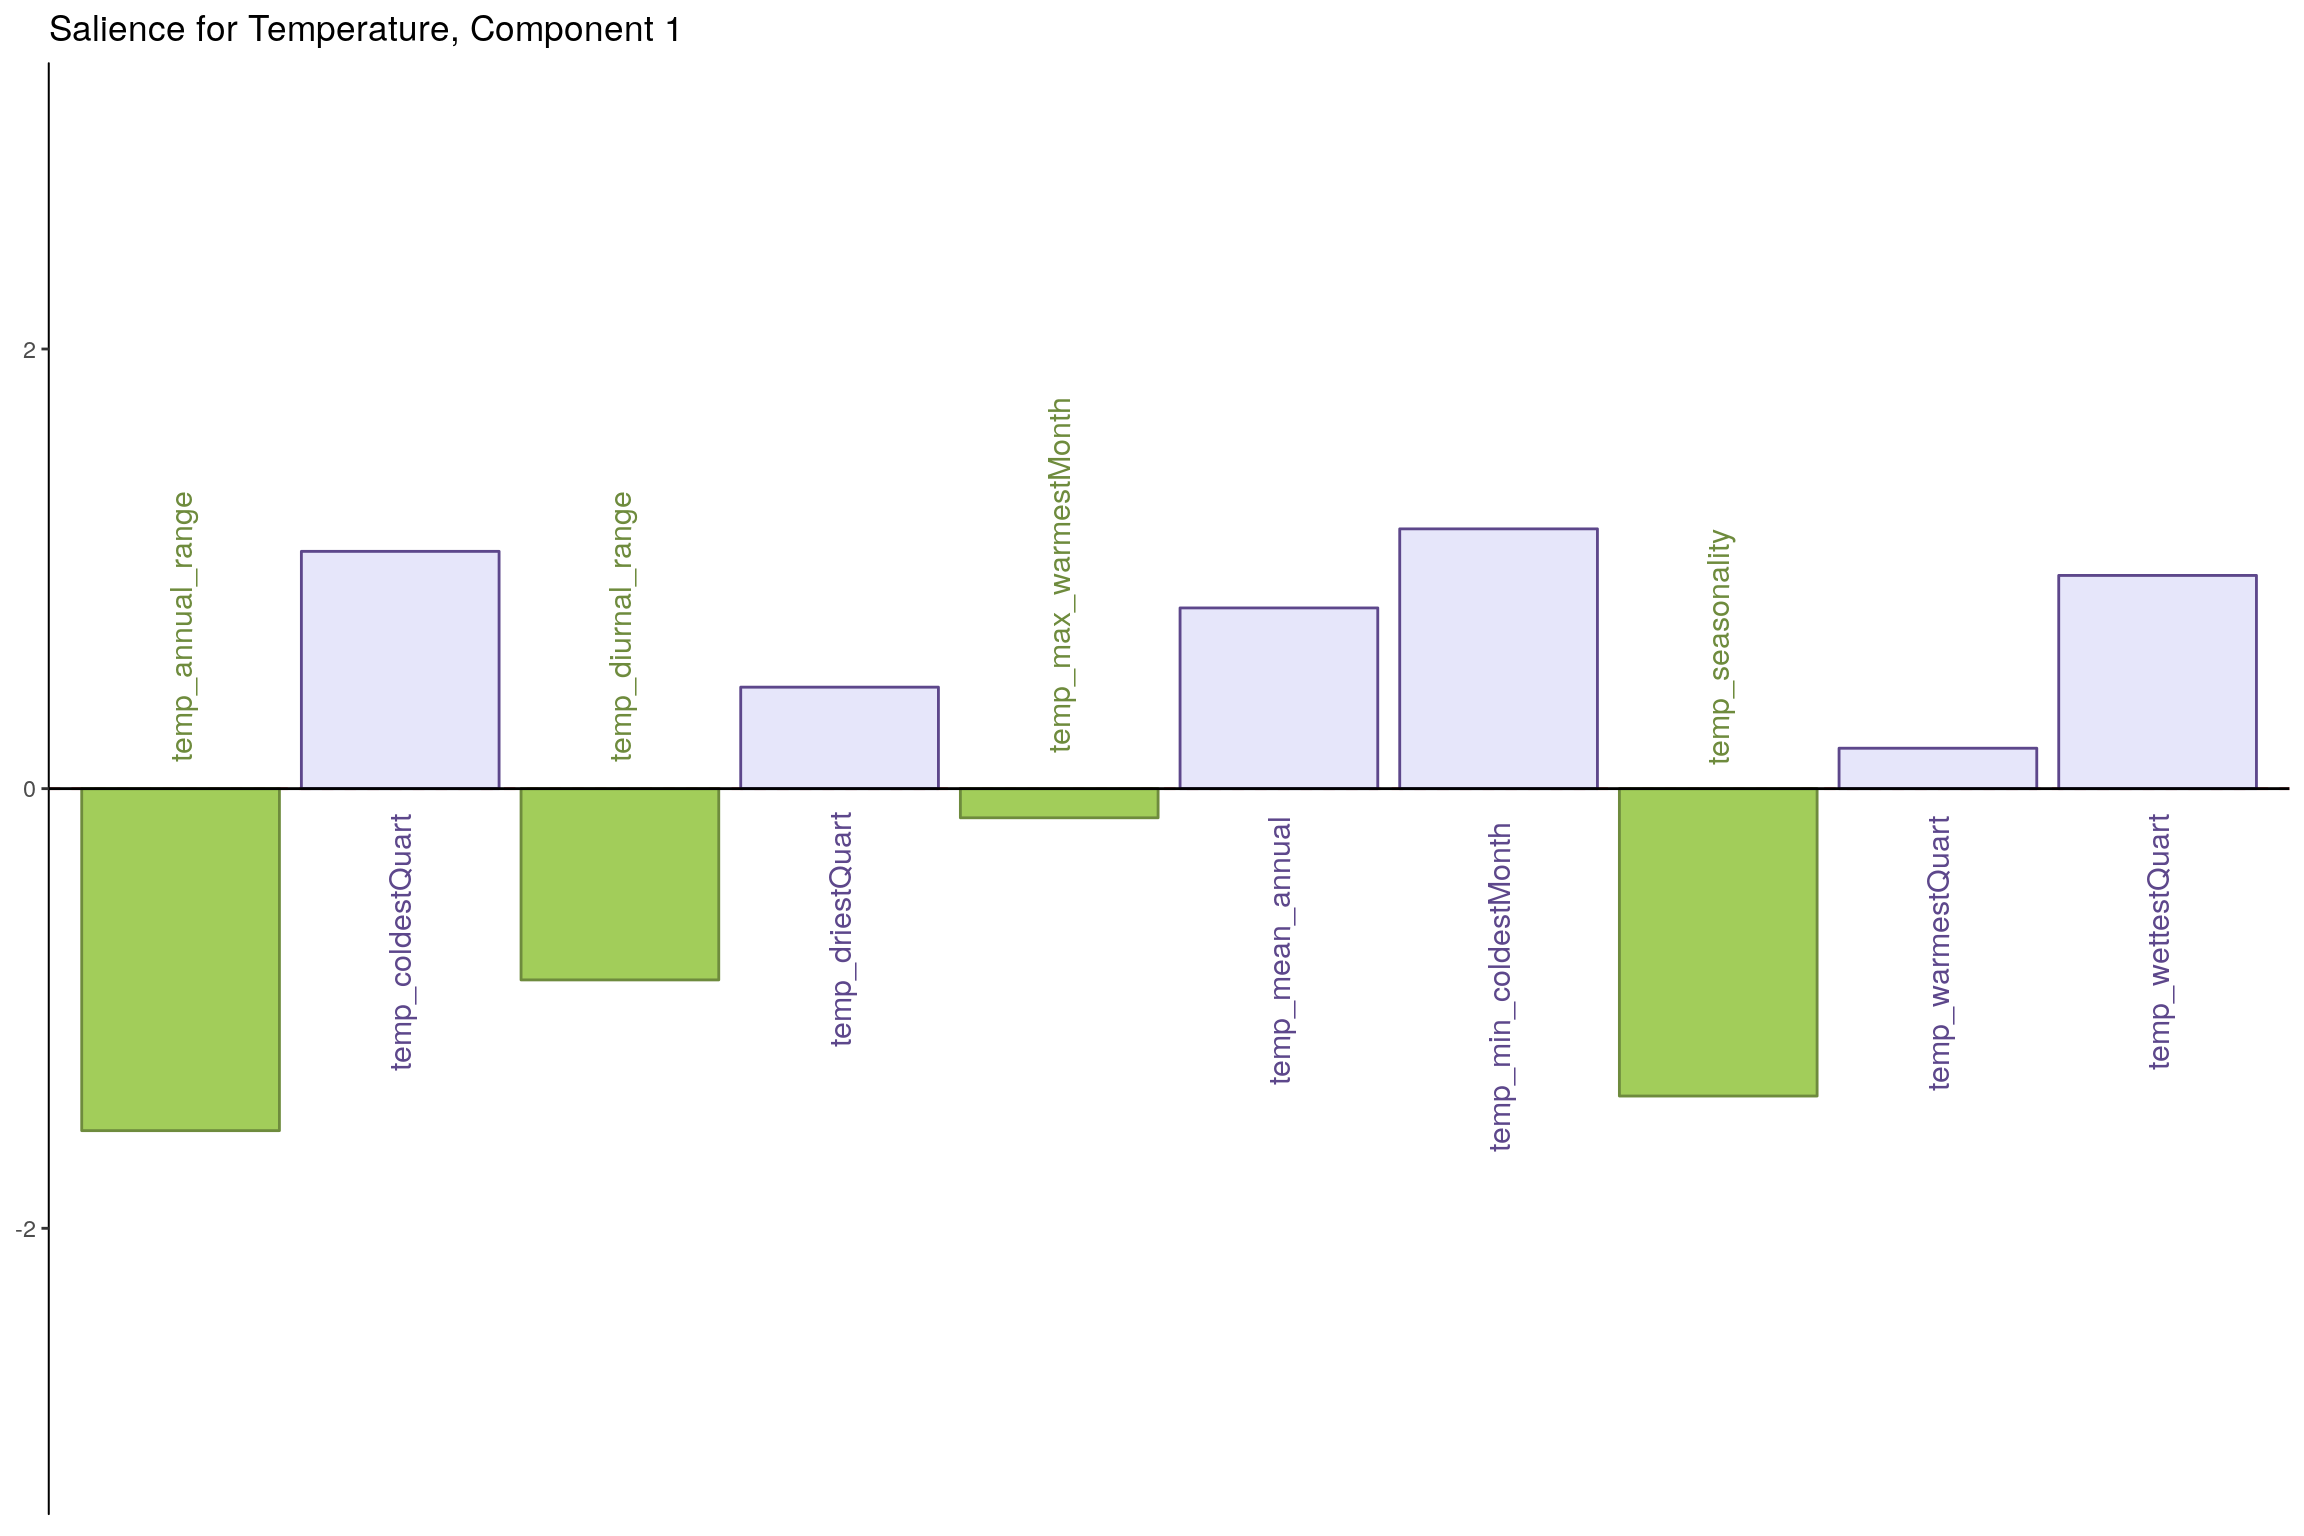 Salience for Temperature, Component 1
2
0
-2
temp_annual_range
temp_coldestQuart
temp_diurnal_range
temp_driestQuart
temp_max_warmestMonth
temp_mean_annual
temp_min_coldestMonth
temp_seasonality
temp_warmestQuart
temp_wettestQuart